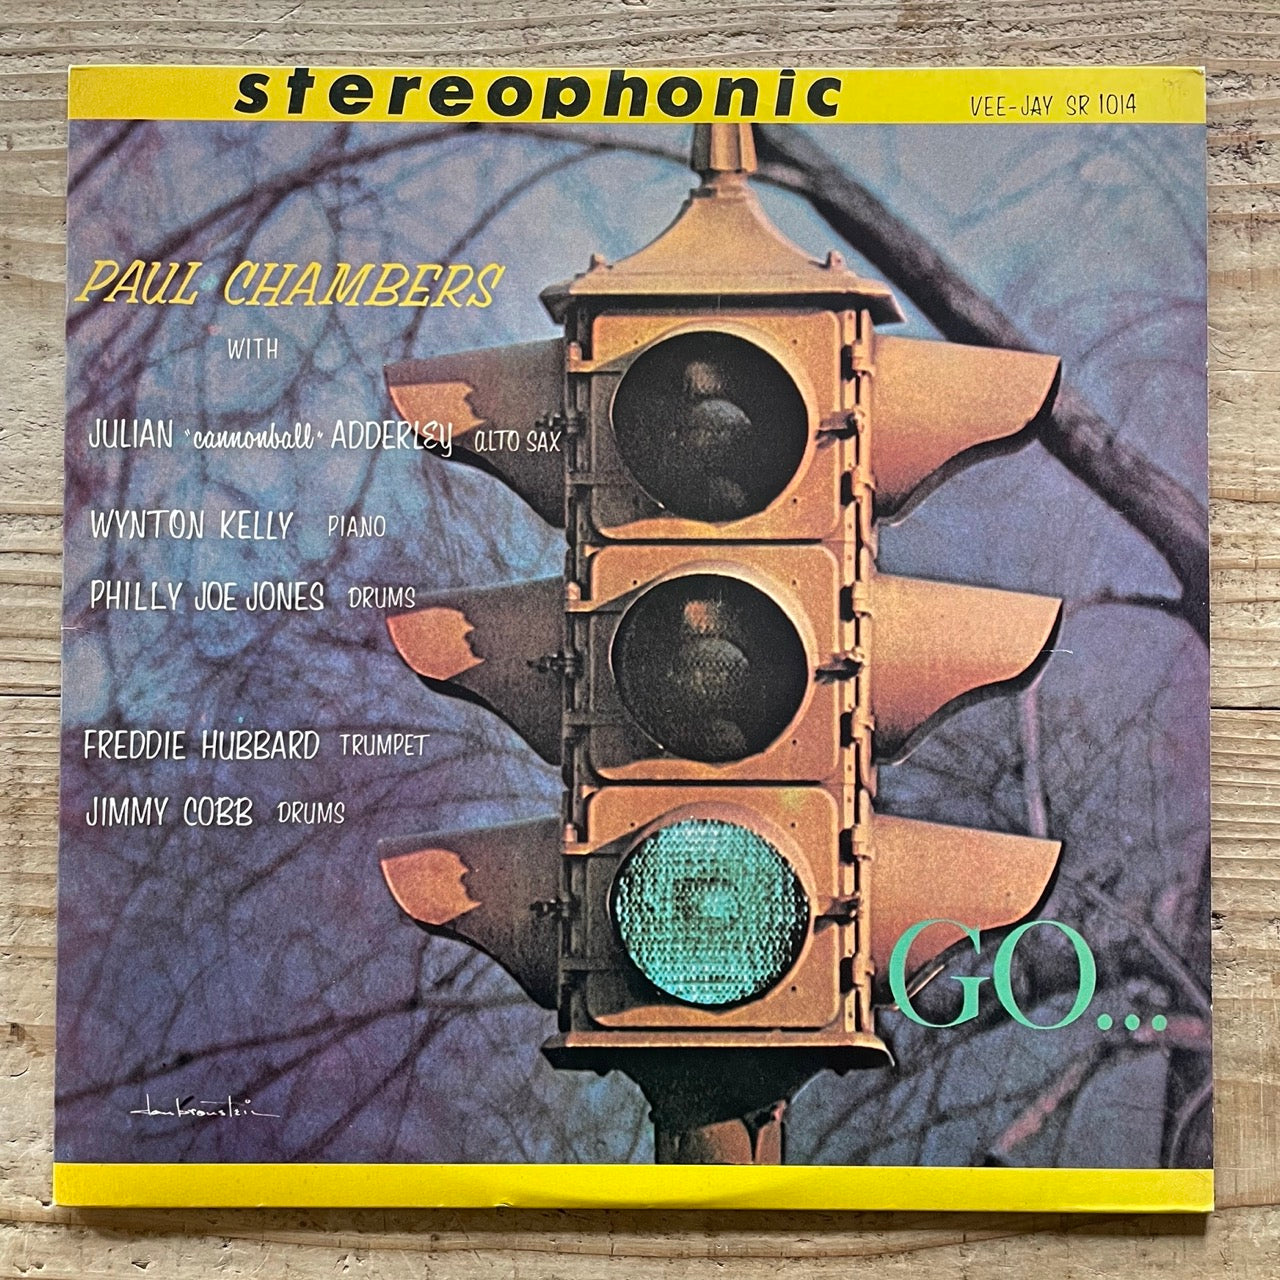 stereophonic VEE-JAY SR 1014
PAUL CHAMBERS
WITH
JULIAN "cannonball" ADDERLEY ALTO SAX
WYNTON KELLY PIANO
PHILLY JOE JONES DRUMS
FREDDIE HUBBARD TRUMPET
JIMMY COBB DRUMS
GO...